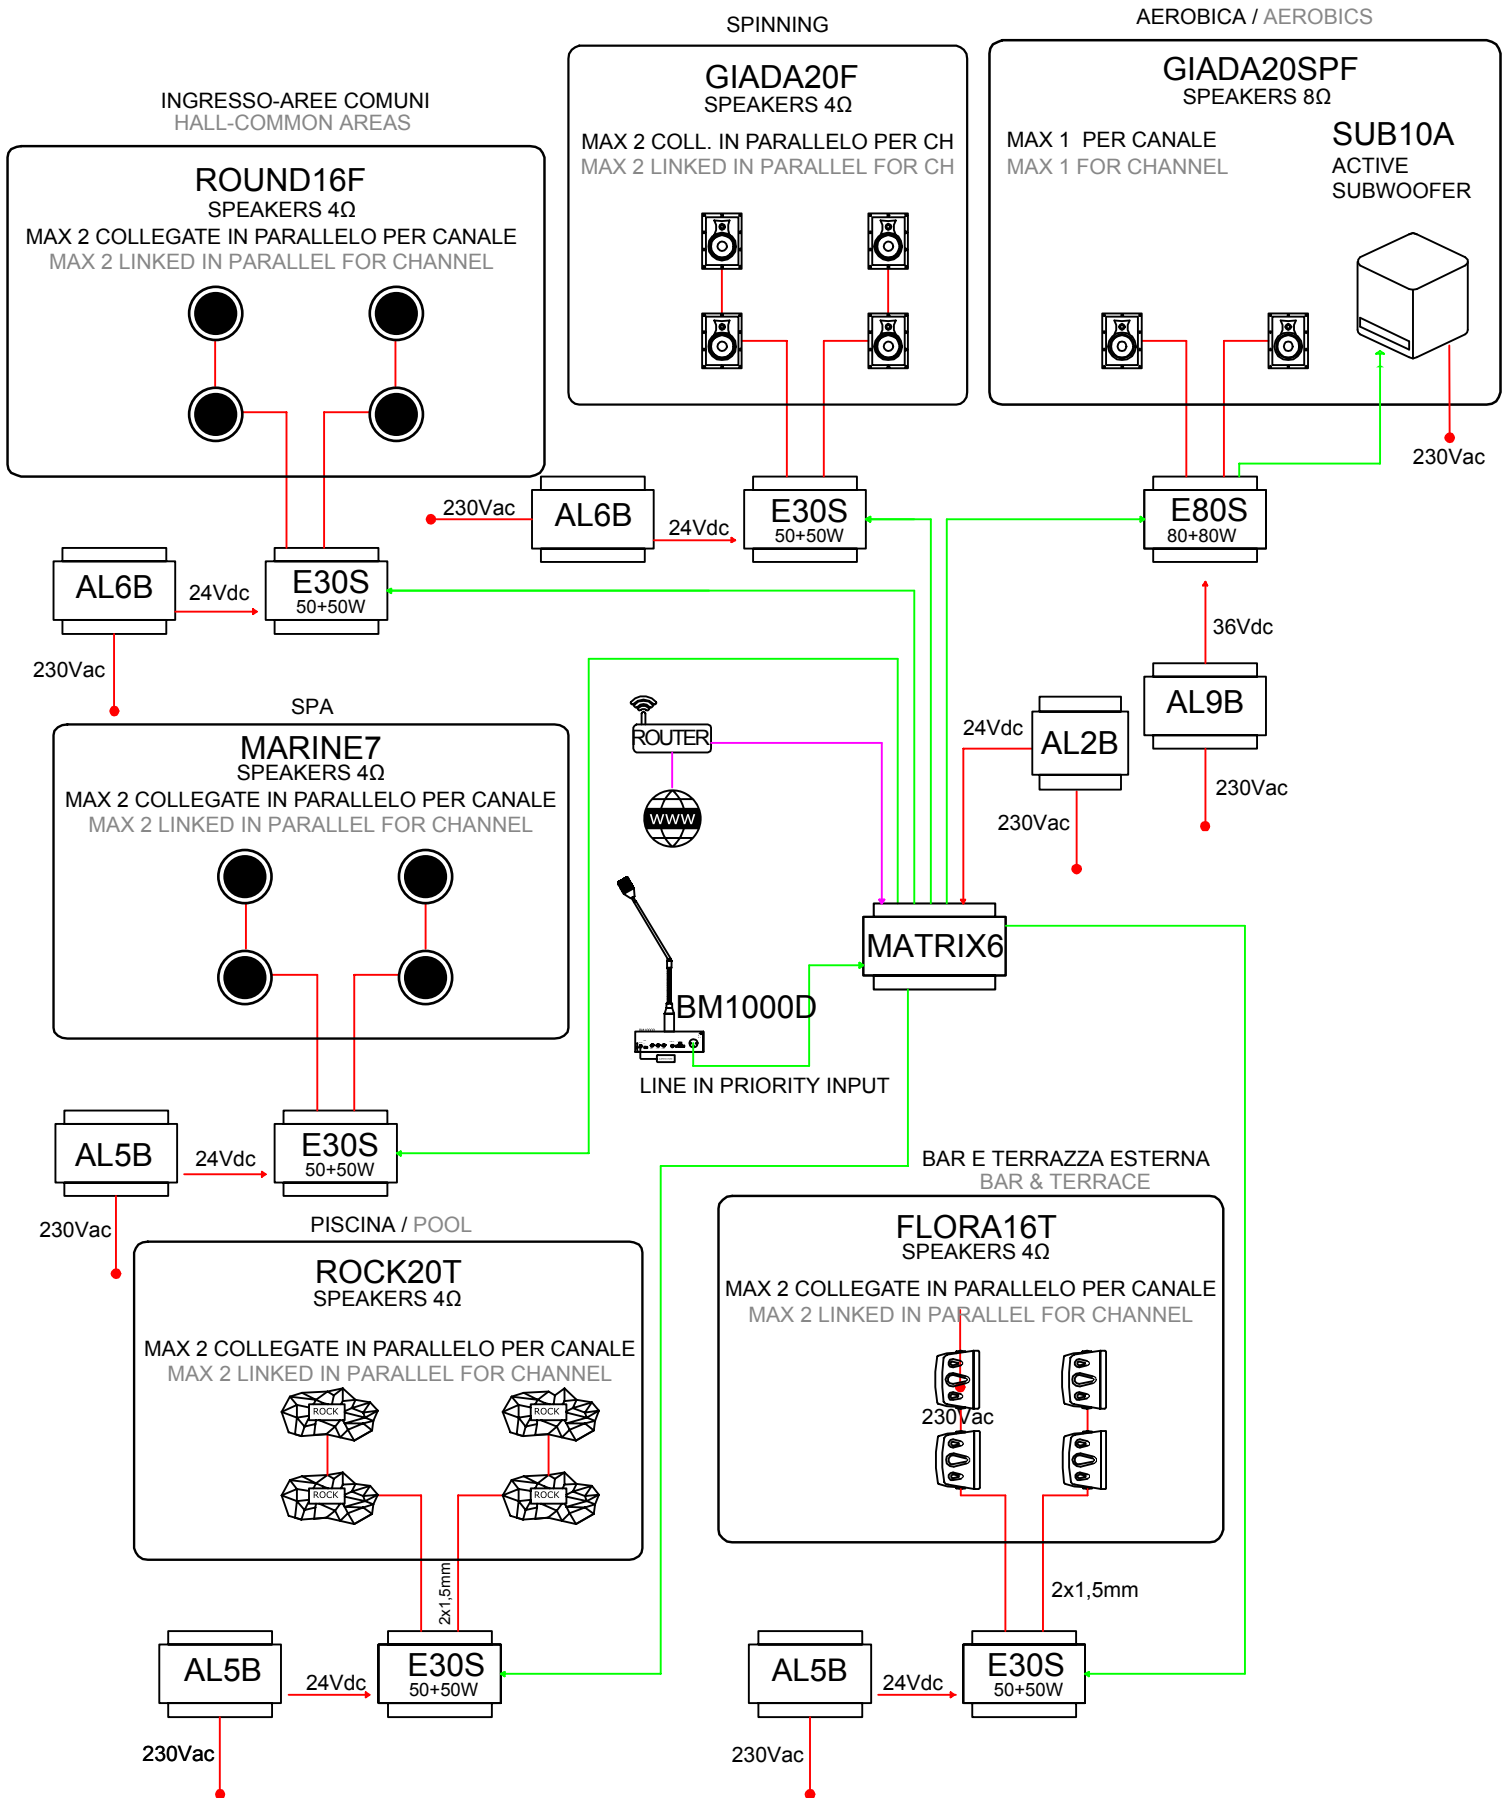 SPINNING
AEROBICA / AEROBICS
INGRESSO-AREE COMUNI
HALL-COMMON AREAS
ROUND16F
SPEAKERS 4Ω
MAX 2 COLLEGATE IN PARALLELO PER CANALE
MAX 2 LINKED IN PARALLEL FOR CHANNEL
GIADA20F
SPEAKERS 4Ω
MAX 2 COLL. IN PARALLELO PER CH
MAX 2 LINKED IN PARALLEL FOR CH
GIADA20SPF
SPEAKERS 8Ω
MAX 1 PER CANALE
MAX 1 FOR CHANNEL
SUB10A
ACTIVE
SUBWOOFER
230Vac
230Vac
AL6B
24Vdc
E30S
50+50W
E80S
80+80W
AL6B
24Vdc
E30S
50+50W
230Vac
36Vdc
AL9B
230Vac
24Vdc
AL2B
230Vac
SPA
MARINE7
SPEAKERS 4Ω
MAX 2 COLLEGATE IN PARALLELO PER CANALE
MAX 2 LINKED IN PARALLEL FOR CHANNEL
ROUTER
WWW
MATRIX6
BM1000D
LINE IN PRIORITY INPUT
AL5B
24Vdc
E30S
50+50W
230Vac
PISCINA / POOL
ROCK20T
SPEAKERS 4Ω
MAX 2 COLLEGATE IN PARALLELO PER CANALE
MAX 2 LINKED IN PARALLEL FOR CHANNEL
ROCK
ROCK
ROCK
ROCK
2x1,5mm
AL5B
24Vdc
E30S
50+50W
230Vac
BAR E TERRAZZA ESTERNA
BAR & TERRACE
FLORA16T
SPEAKERS 4Ω
MAX 2 COLLEGATE IN PARALLELO PER CANALE
MAX 2 LINKED IN PARALLEL FOR CHANNEL
230Vac
2x1,5mm
AL5B
24Vdc
E30S
50+50W
230Vac